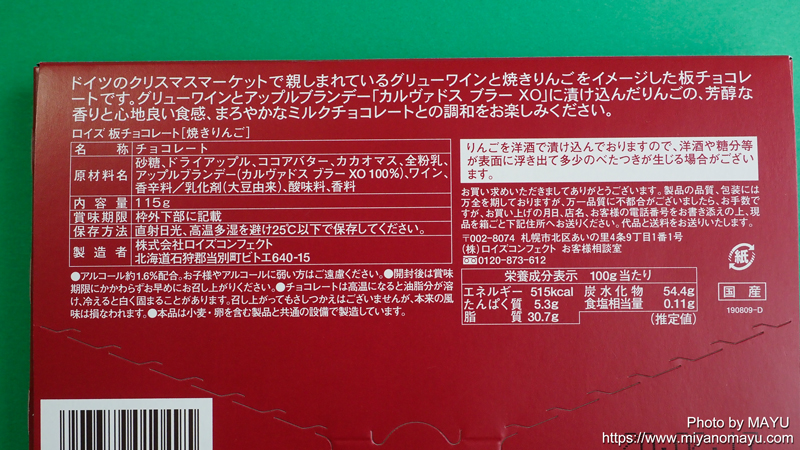 ドイツのクリスマスマーケットで親しまれているグリューワインと焼きりんごをイメージした板チョコレ
ートです。グリューワインとアップルブランデー「カルヴァドス ブラー XO」に漬け込んだりんごの、芳醇な
香りと心地良い食感、まろやかなミルクチョコレートとの調和をお楽しみください。
ロイズ 板チョコレート[焼きりんご]
名称 チョコレート
原材料名 砂糖、ドライアップル、ココアバター、カカオマス、全粉乳、
アップルブランデー(カルヴァドス ブラー XO 100%)、ワイン、
香辛料／乳化剤(大豆由来)、酸味料、香料
内容量 115g
賞味期限 枠外下部に記載
保存方法 直射日光、高温多湿を避け25℃以下で保存してください。
製造者 株式会社ロイズコンフェクト
北海道石狩郡当別町ビトエ640-15
●アルコール約1.6%配合。お子様やアルコールに弱い方はご遠慮ください。●開封後は賞味
期限にかかわらずお早めにお召し上がりください。●チョコレートは高温になると油脂分が溶
け、冷えると白く固まることがあります。召し上がってもさしつかえはございませんが、本来の風
味は損なわれます。●本品は小麦・卵を含む製品と共通の設備で製造しています。
りんごを洋酒で漬け込んでおりますので、洋酒や糖分等
が表面に浮き出て多少のべたつきが生じる場合がござい
ます。
お買い求めいただきましてありがとうございます。製品の品質、包装には
万全を期しておりますが、万一品質に不都合がございましたら、お手数で
すが、お買い上げの月日、店名、お客様の電話番号をお書き添えの上、現
品を箱ごと下記住所へお送りください。代品と送料をお送りいたします。
〒002-8074 札幌市北区あいの里4条9丁目1番1号
(株)ロイズコンフェクト お客様相談室
0120-873-612
栄養成分表示 100g当たり
エネルギー 515kcal 炭水化物 54.4g
たんぱく質 5.3g 食塩相当量 0.11g
脂質 30.7g (推定値)
紙
国産
190809-D
Photo by MAYU
https://www.miyanomayu.com/